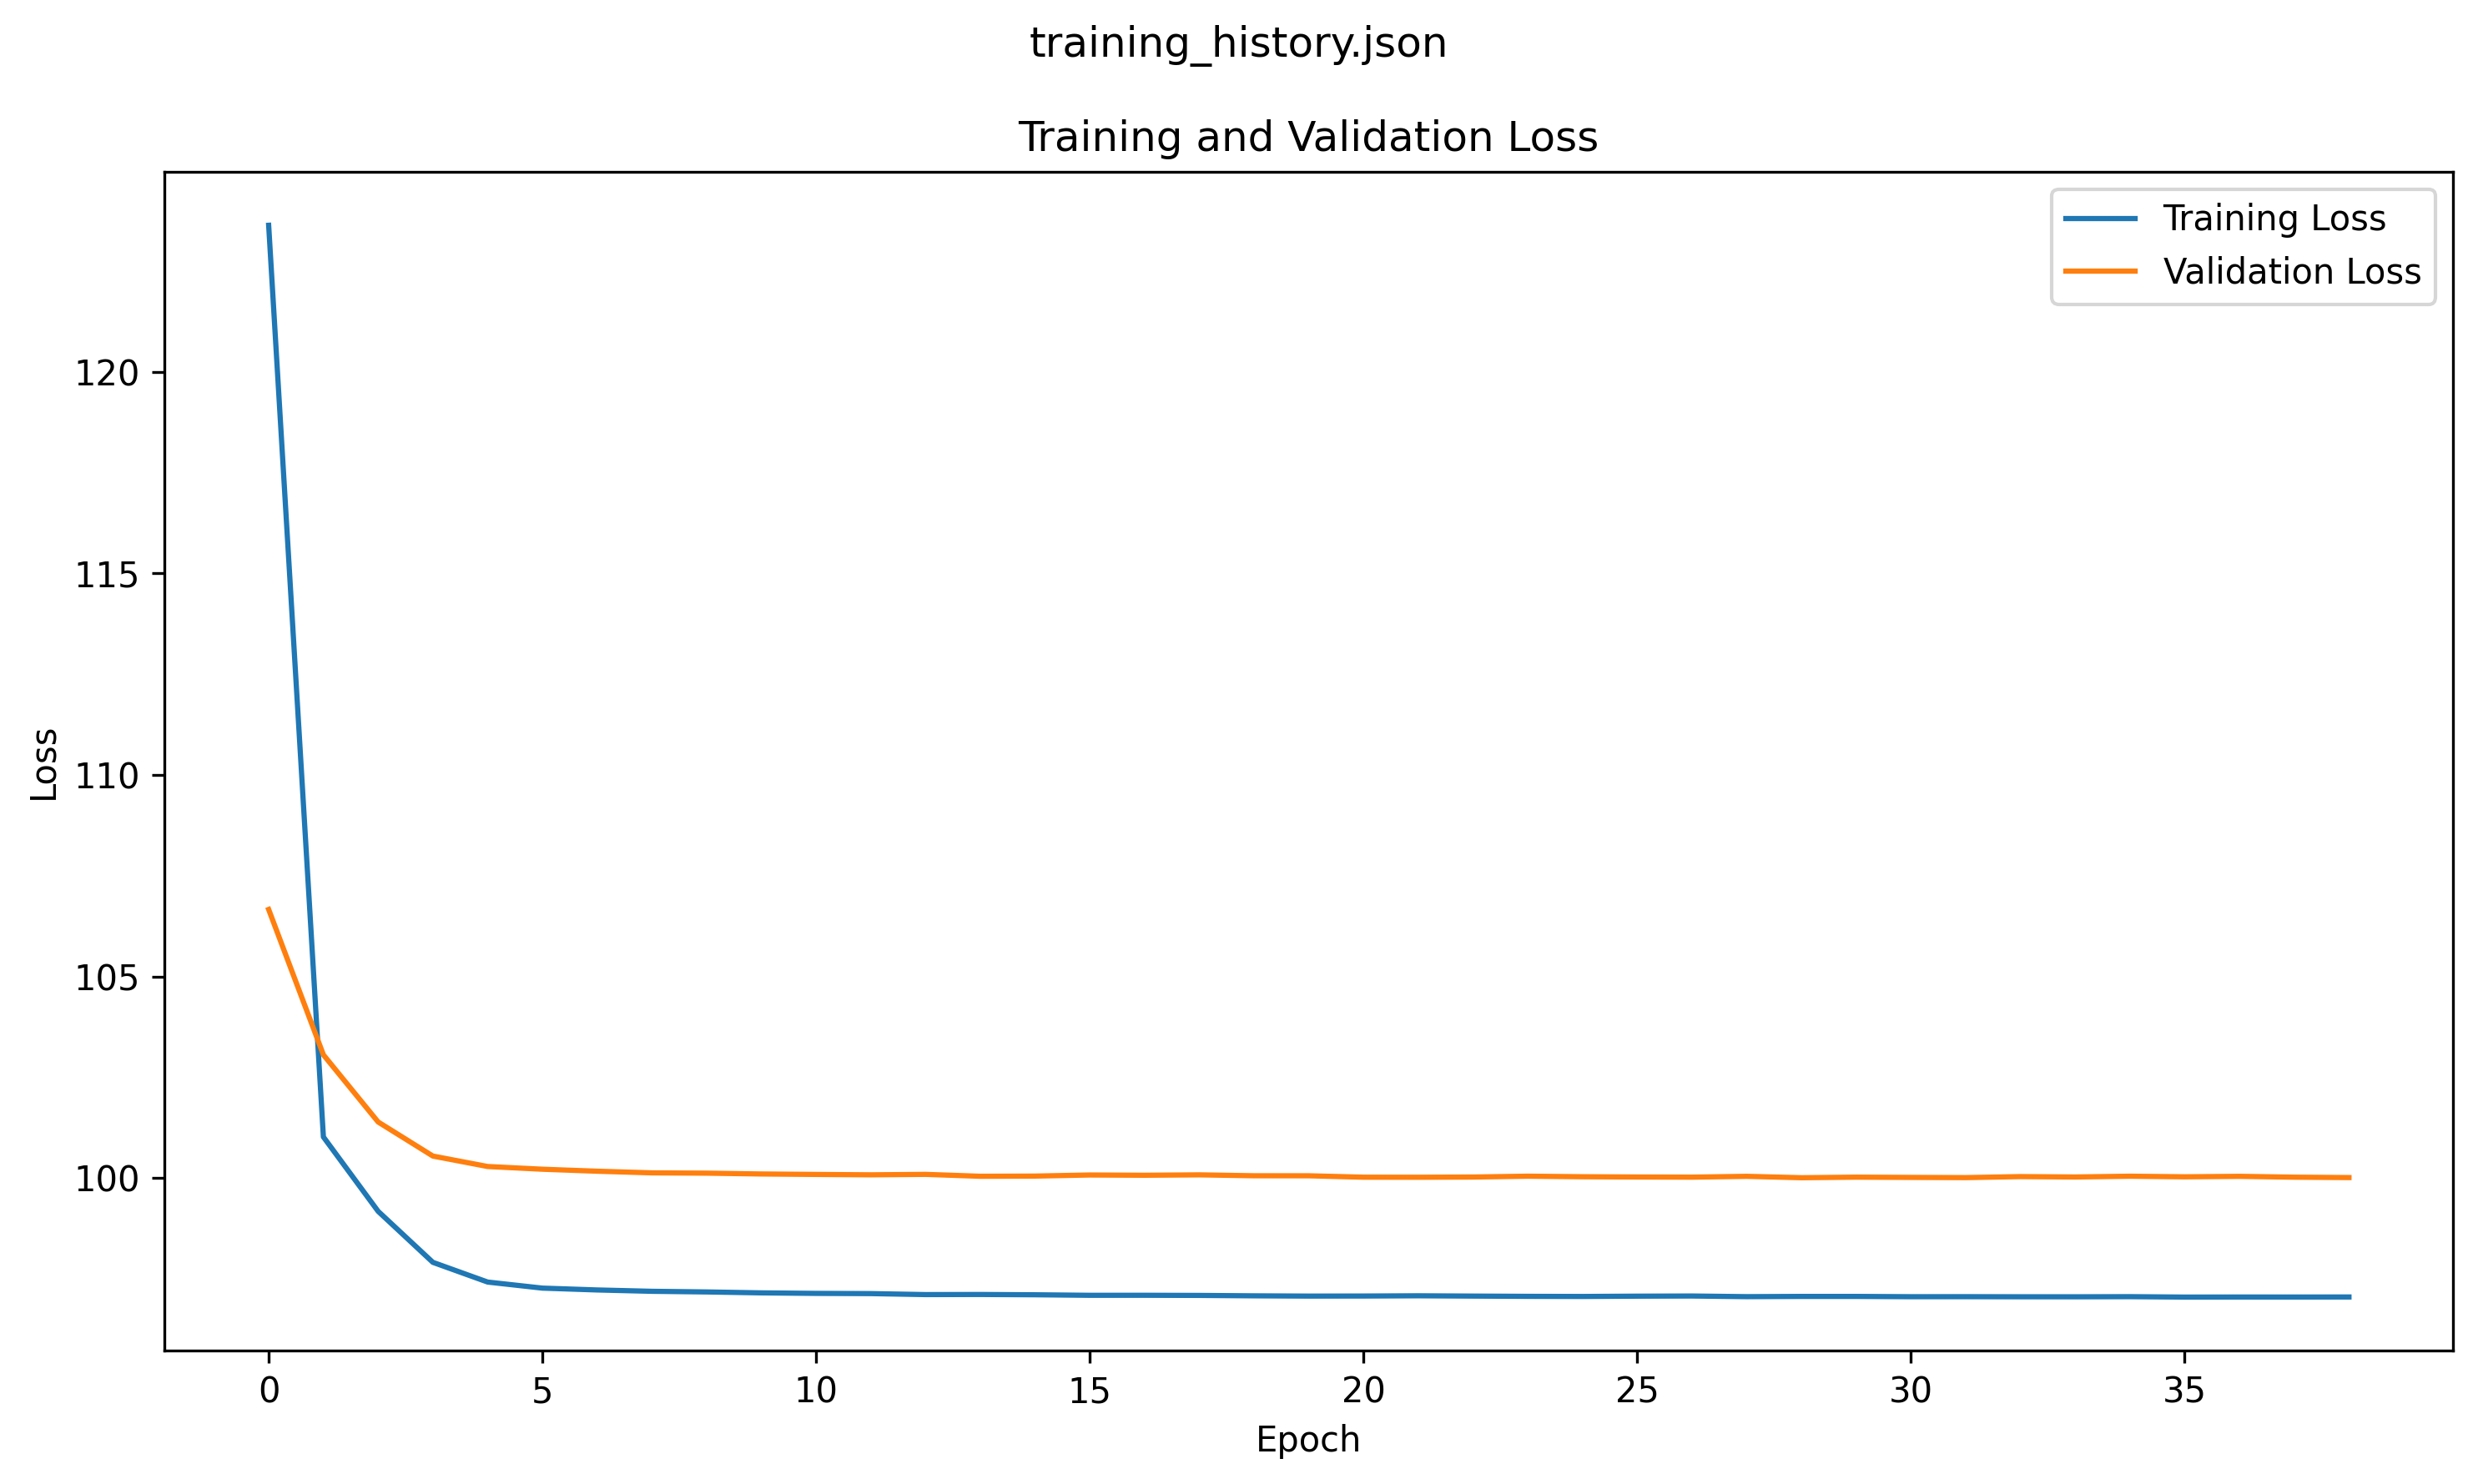 training_history.json
Training and Validation Loss
Training Loss
Validation Loss
120
115
110
105
100
Loss
0 5 10 15 20 25 30 35
Epoch